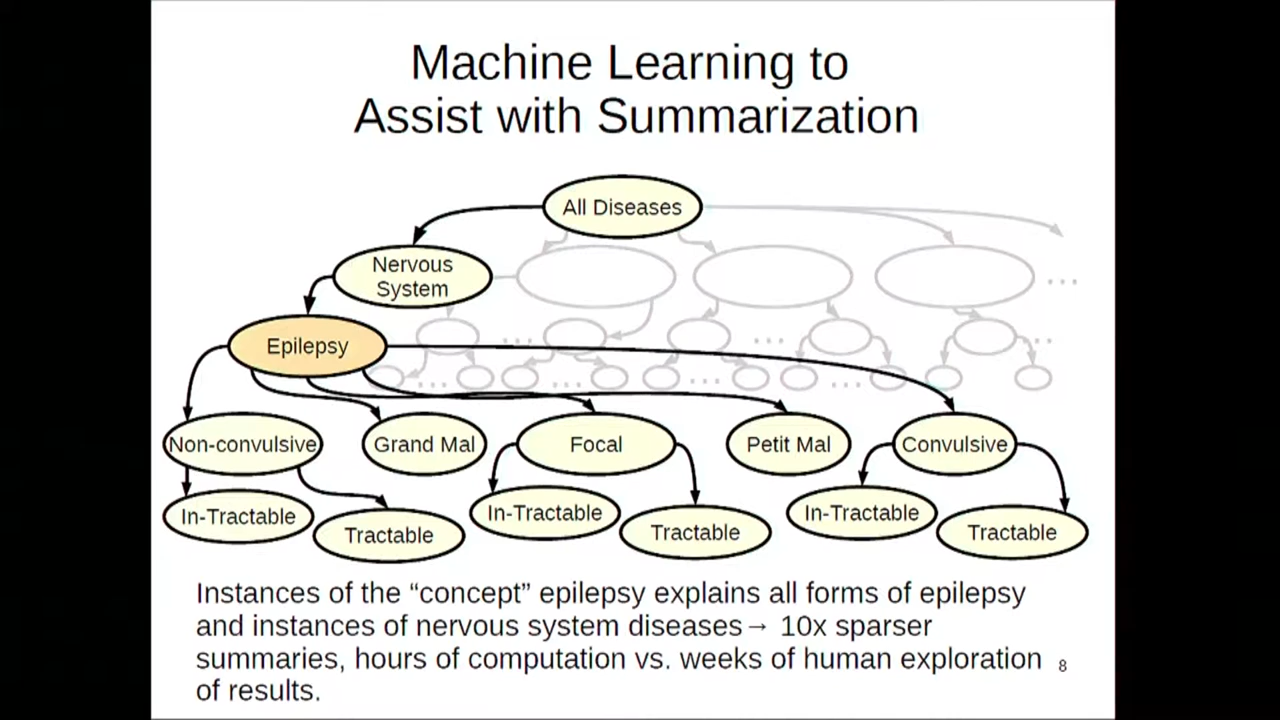 Machine Learning to
Assist with Summarization
All Diseases
Nervous
System
...
Epilepsy
...
...
...
...
...
...
...
Non-convulsive
Grand Mal
Focal
Petit Mal
Convulsive
In-Tractable
Tractable
In-Tractable
Tractable
In-Tractable
Tractable
Instances of the “concept” epilepsy explains all forms of epilepsy
and instances of nervous system diseases→ 10x sparser
summaries, hours of computation vs. weeks of human exploration
8
of results.